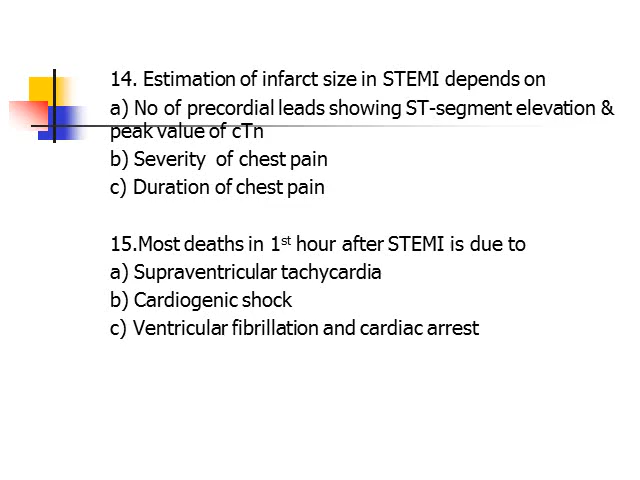 14. Estimation of infarct size in STEMI depends on
a) No of precordial leads showing ST-segment elevation &
peak value of cTn
b) Severity of chest pain
c) Duration of chest pain
15.Most deaths in 1st hour after STEMI is due to
a) Supraventricular tachycardia
b) Cardiogenic shock
c) Ventricular fibrillation and cardiac arrest